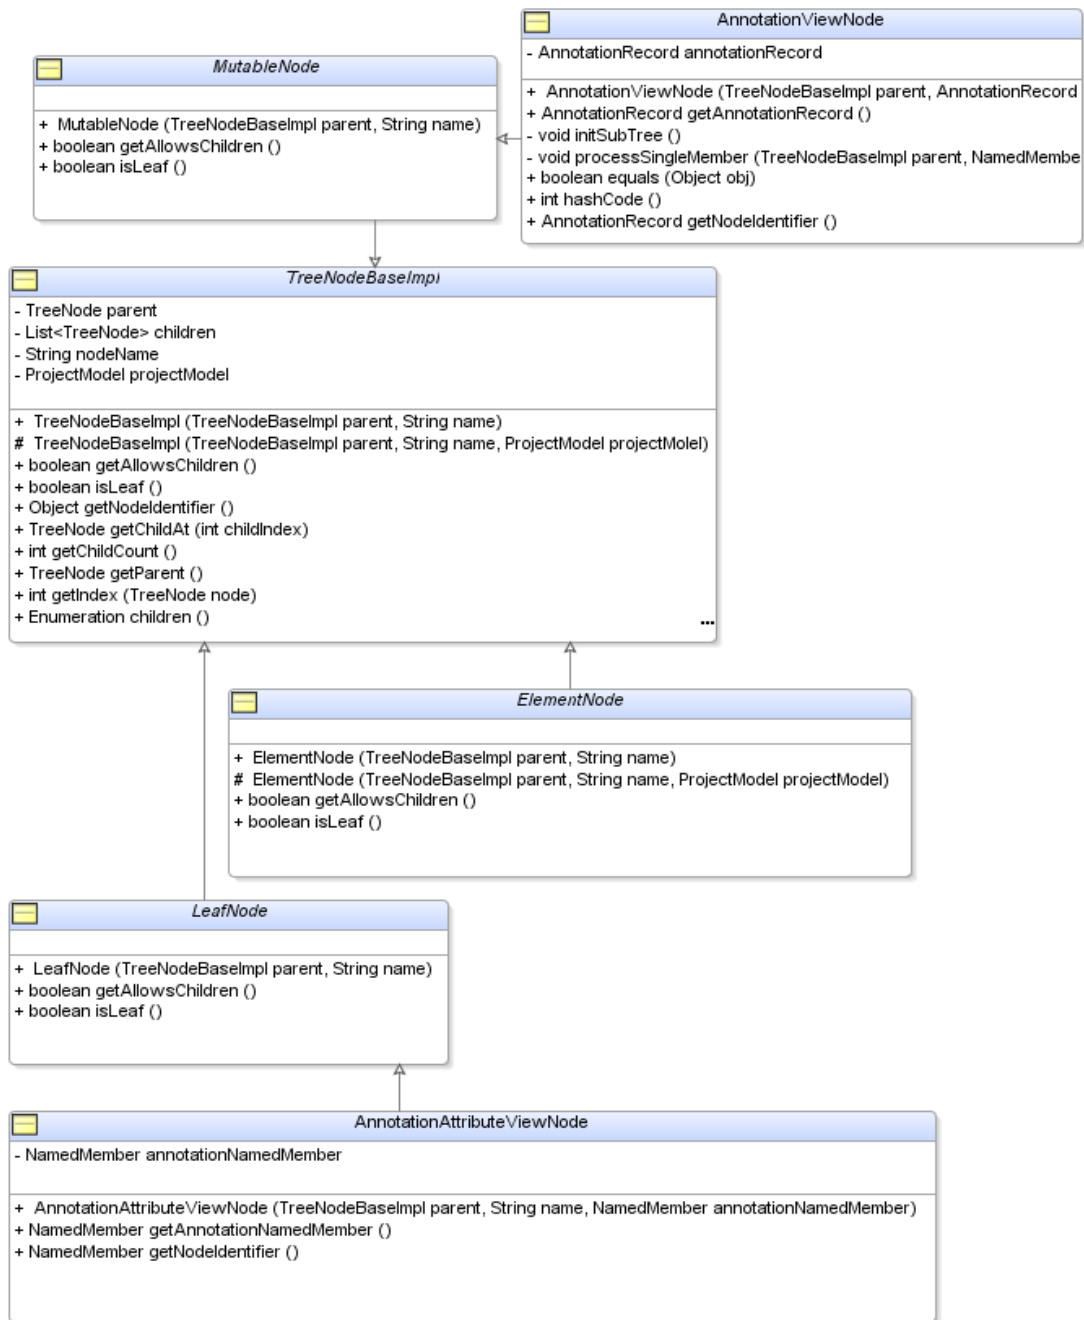 AnnotationViewNode
- AnnotationRecord annotationRecord
+ AnnotationViewNode (TreeNodeBaseImpl parent, AnnotationRecord
+ AnnotationRecord getAnnotationRecord ()
- void initSubTree ()
- void processSingleMember (TreeNodeBaseImpl parent, NamedMembe
+ boolean equals (Object obj)
+ int hashCode ()
+ AnnotationRecord getNodeIdentifier ()
MutableNode
+ MutableNode (TreeNodeBaseImpl parent, String name)
+ boolean getAllowsChildren ()
+ boolean isLeaf ()
TreeNodeBaseImpl
- TreeNode parent
- List<TreeNode> children
- String nodeName
- ProjectModel projectModel
+ TreeNodeBaseImpl (TreeNodeBaseImpl parent, String name)
# TreeNodeBaseImpl (TreeNodeBaseImpl parent, String name, ProjectModel projectMolel)
+ boolean getAllowsChildren ()
+ boolean isLeaf ()
+ Object getNodeIdentifier ()
+ TreeNode getChildAt (int childIndex)
+ int getChildCount ()
+ TreeNode getParent ()
+ int getIndex (TreeNode node)
+ Enumeration children ()
...
ElementNode
+ ElementNode (TreeNodeBaseImpl parent, String name)
# ElementNode (TreeNodeBaseImpl parent, String name, ProjectModel projectModel)
+ boolean getAllowsChildren ()
+ boolean isLeaf ()
LeafNode
+ LeafNode (TreeNodeBaseImpl parent, String name)
+ boolean getAllowsChildren ()
+ boolean isLeaf ()
AnnotationAttributeViewNode
- NamedMember annotationNamedMember
+ AnnotationAttributeViewNode (TreeNodeBaseImpl parent, String name, NamedMember annotationNamedMember)
+ NamedMember getAnnotationNamedMember ()
+ NamedMember getNodeIdentifier ()